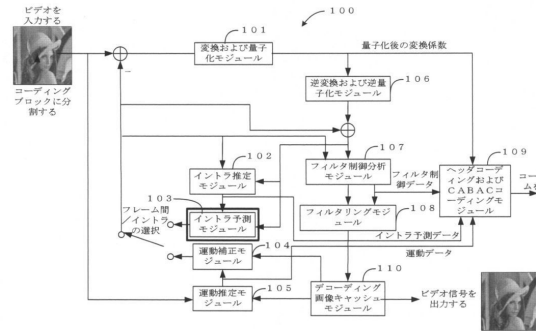 ビデオを
入力する
コーディング
ブロックに分
割する
100
101
変換および量子
化モジュール
量子化後の変換係数
106
逆変換および逆量
子化モジュール
102
イントラ推定
モジュール
107
フィルタ制御分析モ
ジュール
フィルタ制
御データ
109
ヘッダコーデ
ィングおよび
CABACコ
ーディングモ
ジュール
コー
ムを
103
イントラ予測
モジュール
フレーム間
/イントラ
の選択
フィルタリングモジ
ュール
108
イントラ予測データ
運動データ
運動補正モ
ジュール
104
運動推定モ
ジュール
105
110
デコーディング
画像キャッシュ
モジュール
ビデオ信号を
出力する